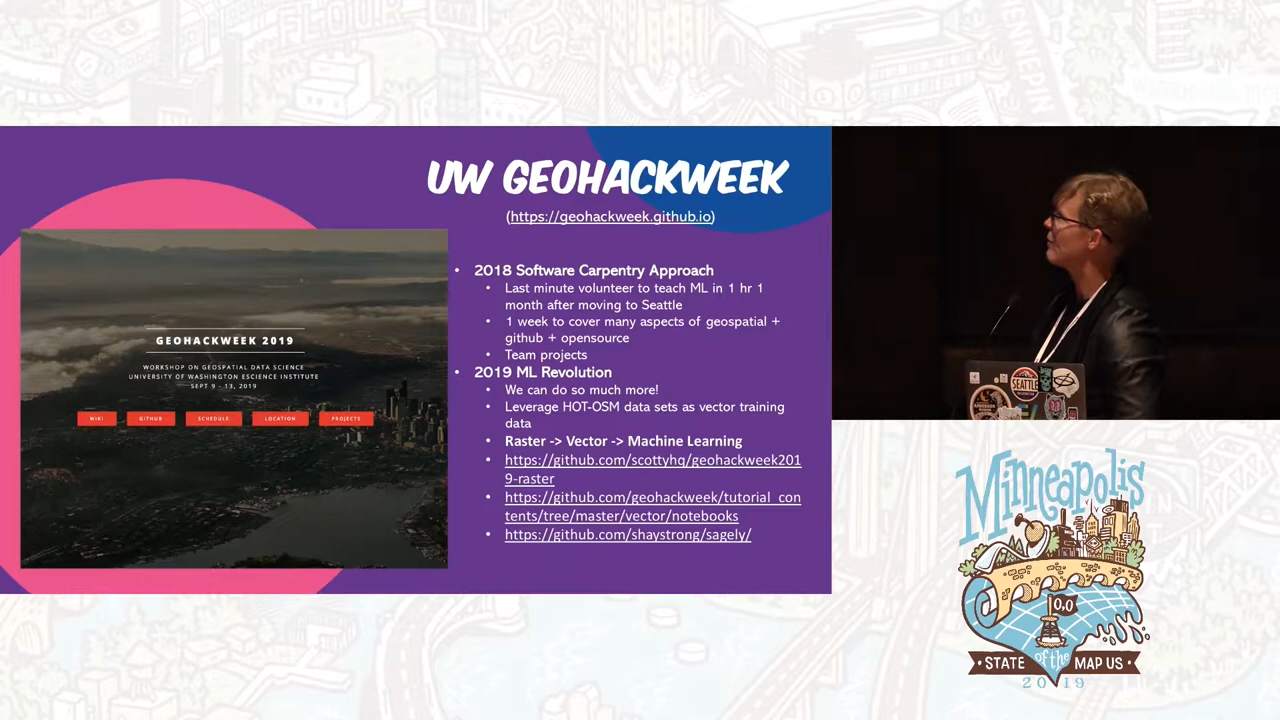 UW GEOHACKWEEK
(https://geohackweek.github.io)
GEOHACKWEEK 2019
WORKSHOP ON GEOSPATIAL DATA SCIENCE
UNIVERSITY OF WASHINGTON ESCIENCE INSTITUTE
SEPT 9 - 13, 2019
WIKI
GITHUB
SCHEDULE
LOCATION
PROJECTS
• 2018 Software Carpentry Approach
• Last minute volunteer to teach ML in 1 hr 1
month after moving to Seattle
• 1 week to cover many aspects of geospatial +
github + opensource
• Team projects
• 2019 ML Revolution
• We can do so much more!
• Leverage HOT-OSM data sets as vector training
data
• Raster -> Vector -> Machine Learning
• https://github.com/scottyhq/geohackweek201
9-raster
• https://github.com/geohackweek/tutorial_con
tents/tree/master/vector/notebooks
• https://github.com/shaystrong/sagely/
SEATTLE
Minneapolis
0,0
• STATE of the MAP US •
2019